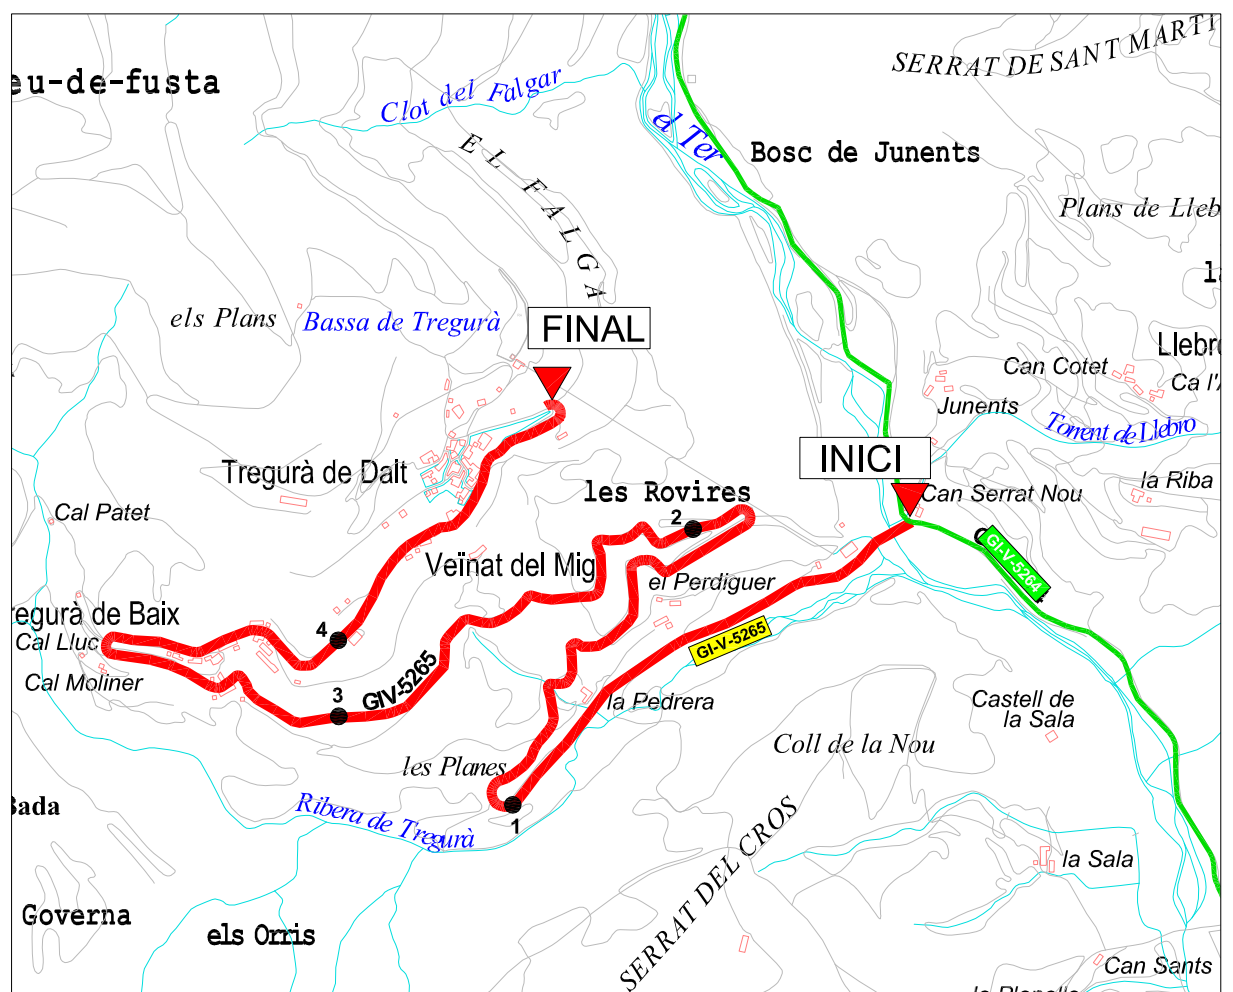 SERRAT DE SANT MARTI
eu-de-fusta
Clot del Falgar
el Ter
Bosc de Junents
EL FALGA
Plans de Lleb
els Plans
Bassa de Tregurà
FINAL
Llebro
Can Cotet
Ca l'
Junents
Torrent de Llebro
INICI
Tregurà de Dalt
la Riba
Can Serrat Nou
les Rovires
2
Cal Patet
Veïnat del Mig
GI-V-5264
el Perdiguer
regurà de Baix
4
GI-V-5265
Cal Lluc
GIV-5265
Cal Moliner
3
la Pedrera
Castell de
la Sala
Coll de la Nou
les Planes
Bada
Ribera de Tregurà
1
SERRAT DEL CROS
la Sala
Governa
els Orris
Can Sants